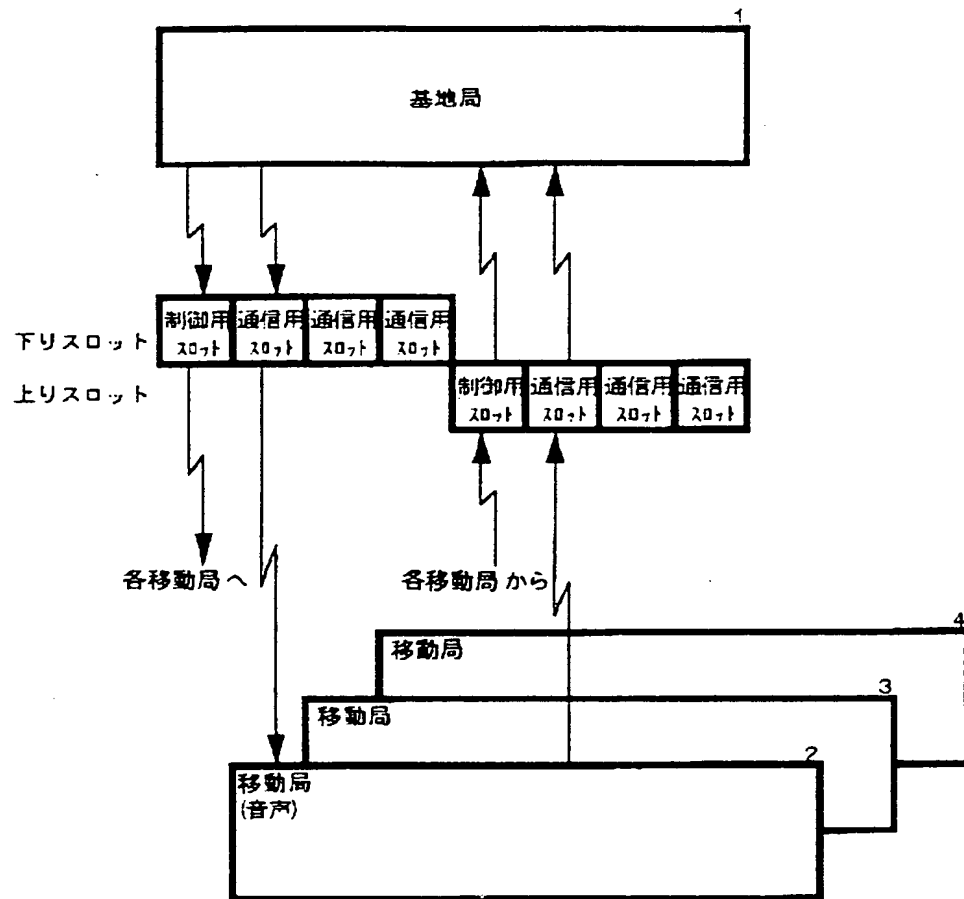 1
基地局
下りスロット
制御用
スロット
通信用
スロット
通信用
スロット
通信用
スロット
上りスロット
制御用
スロット
通信用
スロット
通信用
スロット
通信用
スロット
各移動局へ
各移動局から
4
移動局
3
移動局
2
移動局
(音声)